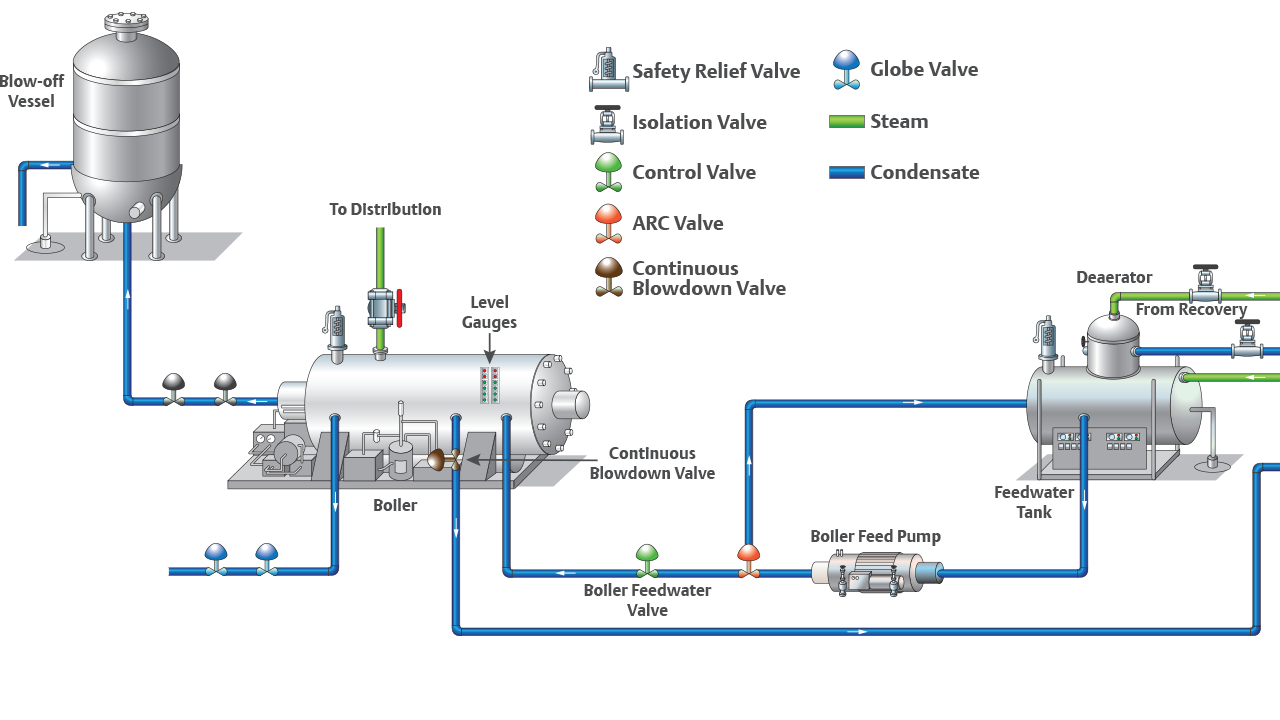 Blow-off
Vessel
Safety Relief Valve
Globe Valve
Isolation Valve
Steam
Control Valve
Condensate
ARC Valve
Continuous
Blowdown Valve
To Distribution
Level
Gauges
Deaerator
From Recovery
Continuous
Blowdown Valve
Boiler
Feedwater
Tank
Boiler Feed Pump
Boiler Feedwater
Valve